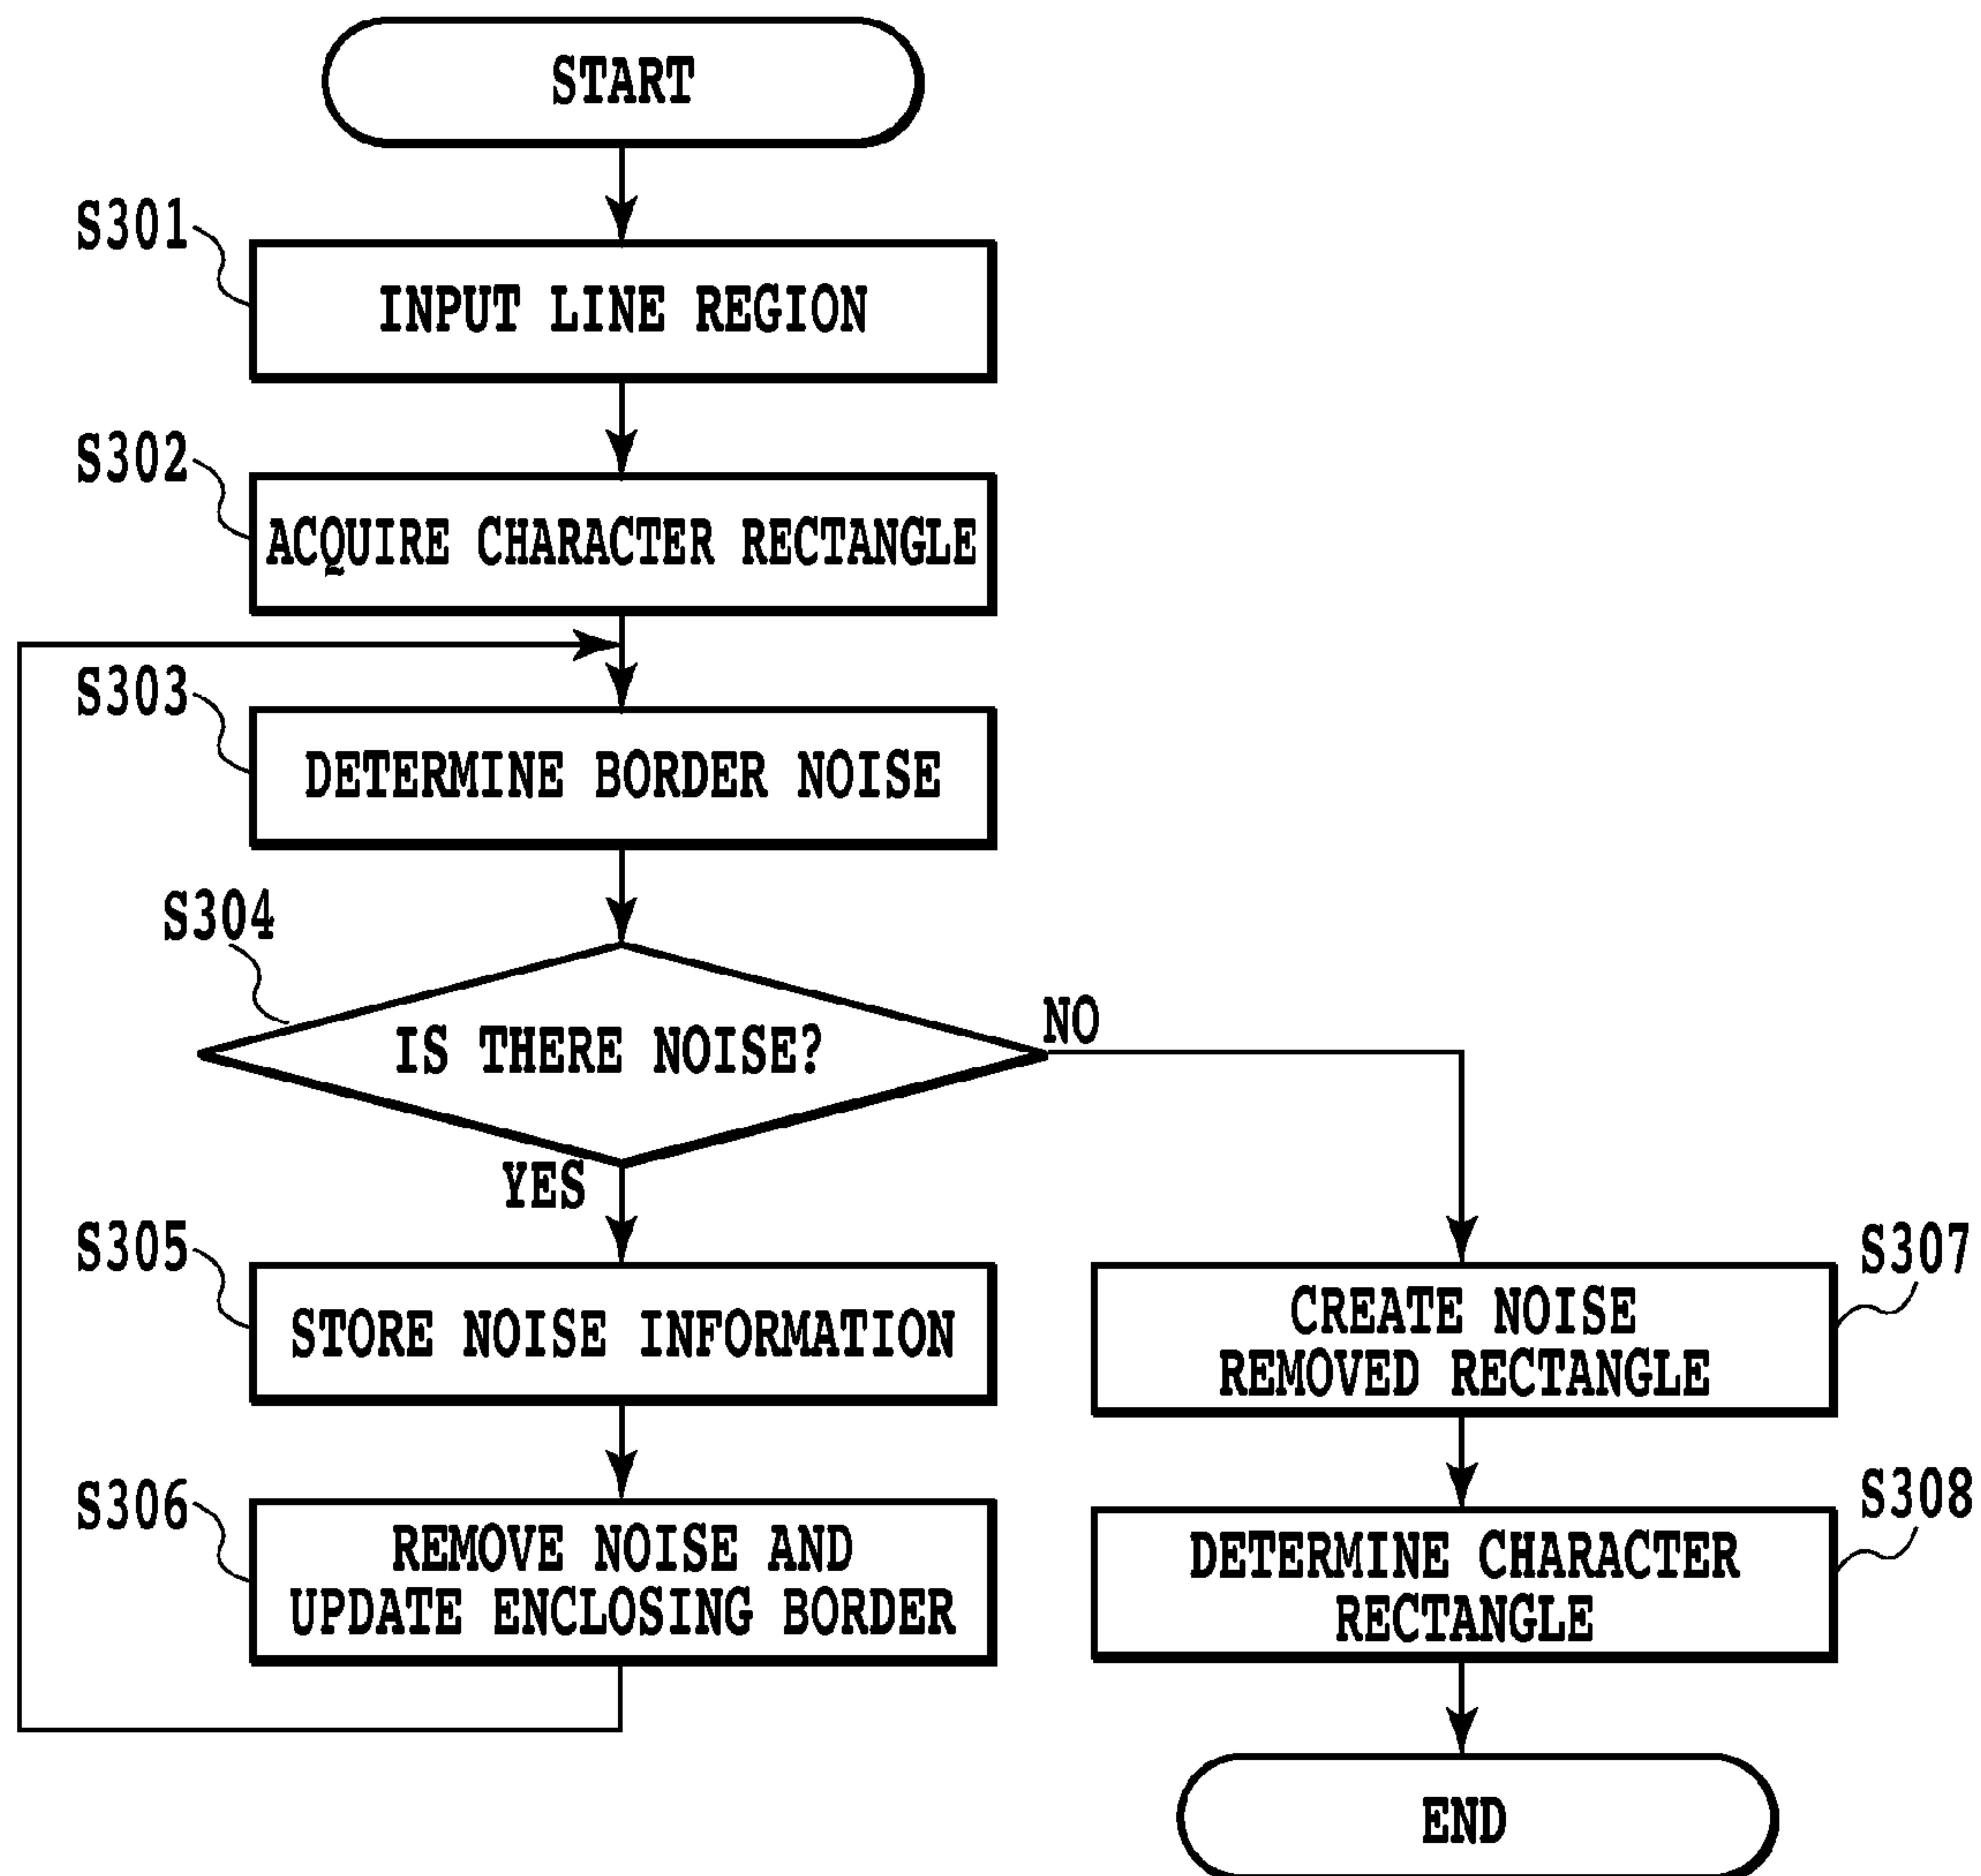 START
S301
INPUT LINE REGION
S302
ACQUIRE CHARACTER RECTANGLE
S303
DETERMINE BORDER NOISE
S304
IS THERE NOISE?
NO
YES
S305
STORE NOISE INFORMATION
S306
REMOVE NOISE AND
UPDATE ENCLOSING BORDER
S307
CREATE NOISE
REMOVED RECTANGLE
S308
DETERMINE CHARACTER
RECTANGLE
END